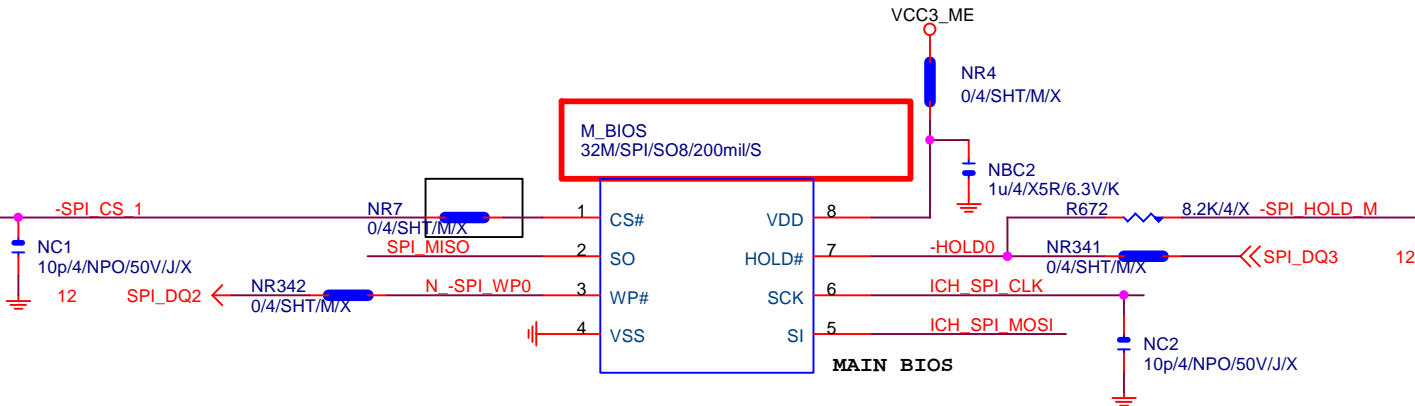 VCC3_ME
NR4
0/4/SHT/M/X
M_BIOS
32M/SPI/SO8/200mil/S
NBC2
1u/4/X5R/6.3V/K
-SPI_CS_1
NR7
0/4/SHT/M/X
1
CS#
VDD
8
R672
8.2K/4/X
-SPI_HOLD_M
NC1
10p/4/NPO/50V/J/X
SPI_MISO
2
SO
HOLD#
7
-HOLD0
NR341
0/4/SHT/M/X
SPI_DQ3
12
12
SPI_DQ2
NR342
0/4/SHT/M/X
N_-SPI_WP0
3
WP#
SCK
6
ICH_SPI_CLK
4
VSS
SI
5
ICH_SPI_MOSI
NC2
10p/4/NPO/50V/J/X
MAIN BIOS